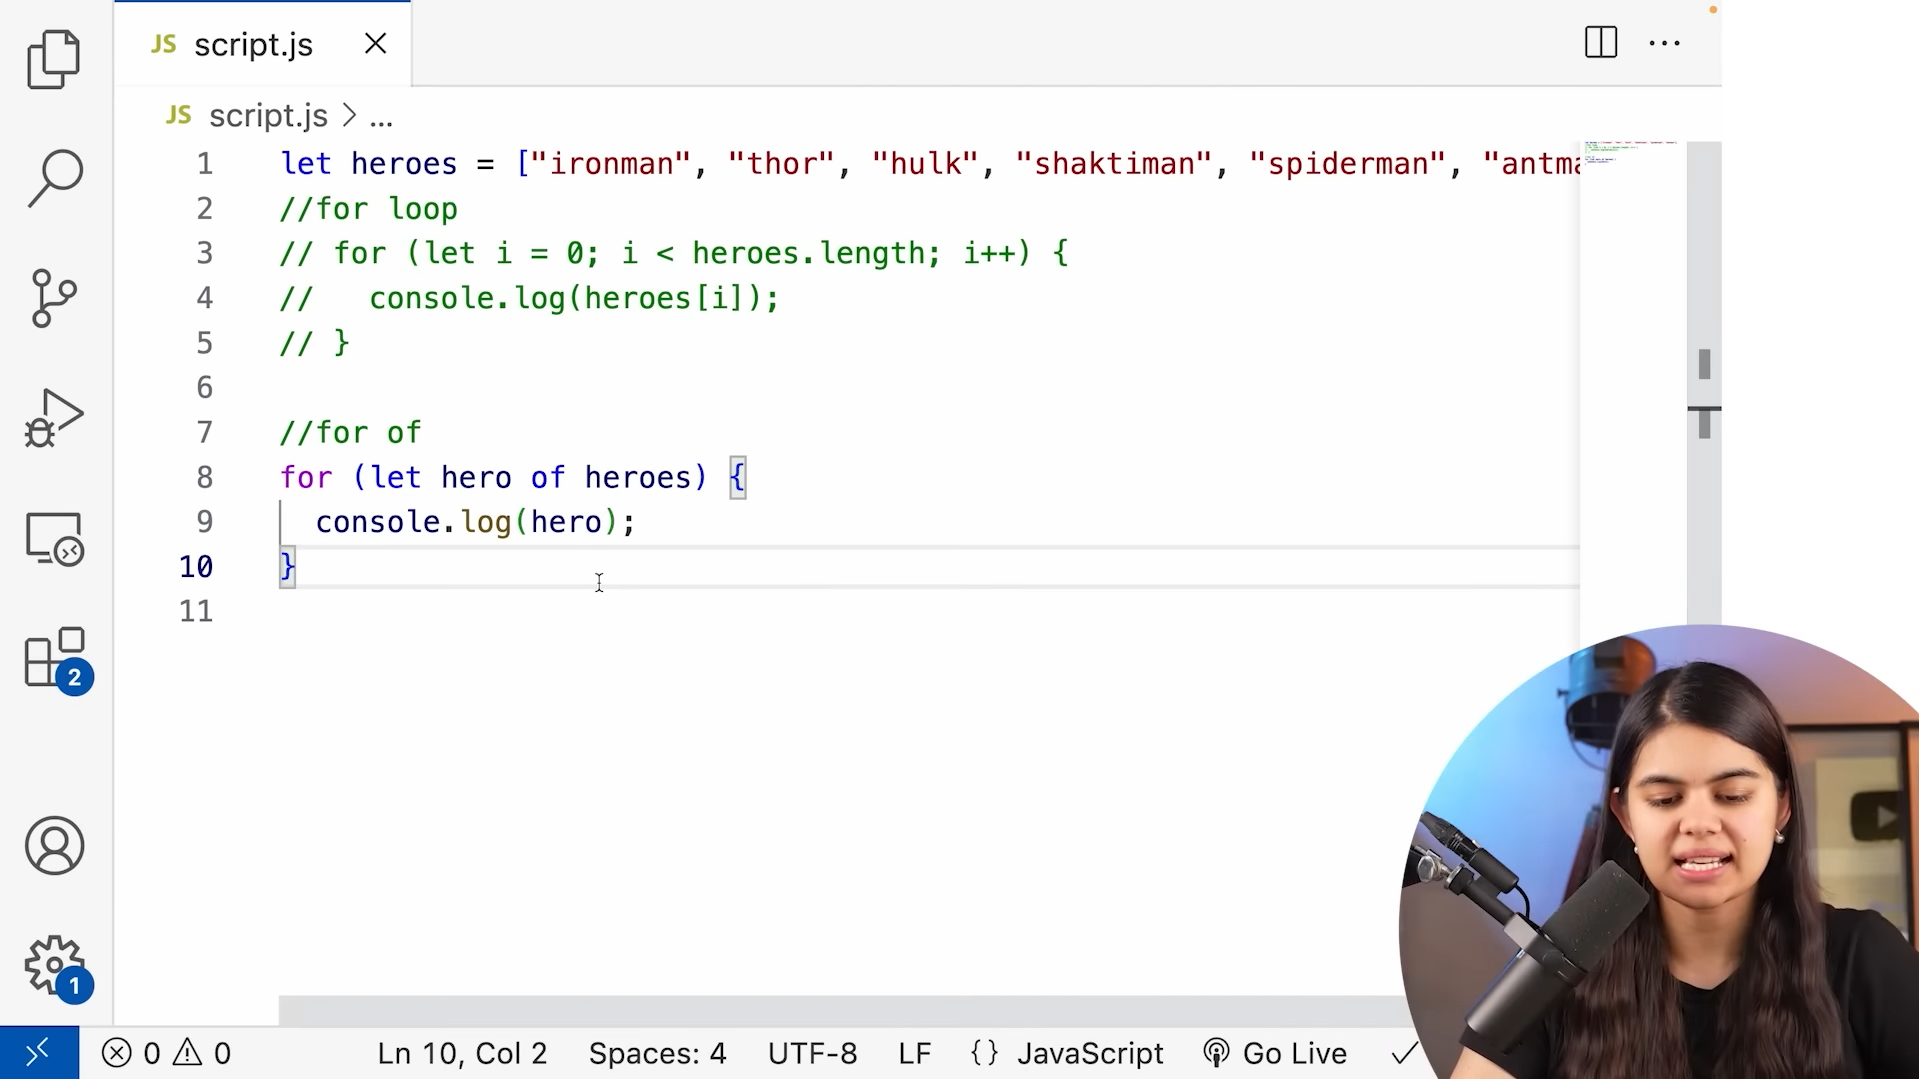 JS script.js
JS script.js > ...
1 let heroes = ["ironman", "thor", "hulk", "shaktiman", "spiderman", "antma
2 //for loop
3 // for (let i = 0; i < heroes.length; i++) {
4 //   console.log(heroes[i]);
5 // }
6
7 //for of
8 for (let hero of heroes) {
9   console.log(hero);
10 }
11
2
1
0 0 Ln 10, Col 2 Spaces: 4 UTF-8 LF {} JavaScript Go Live